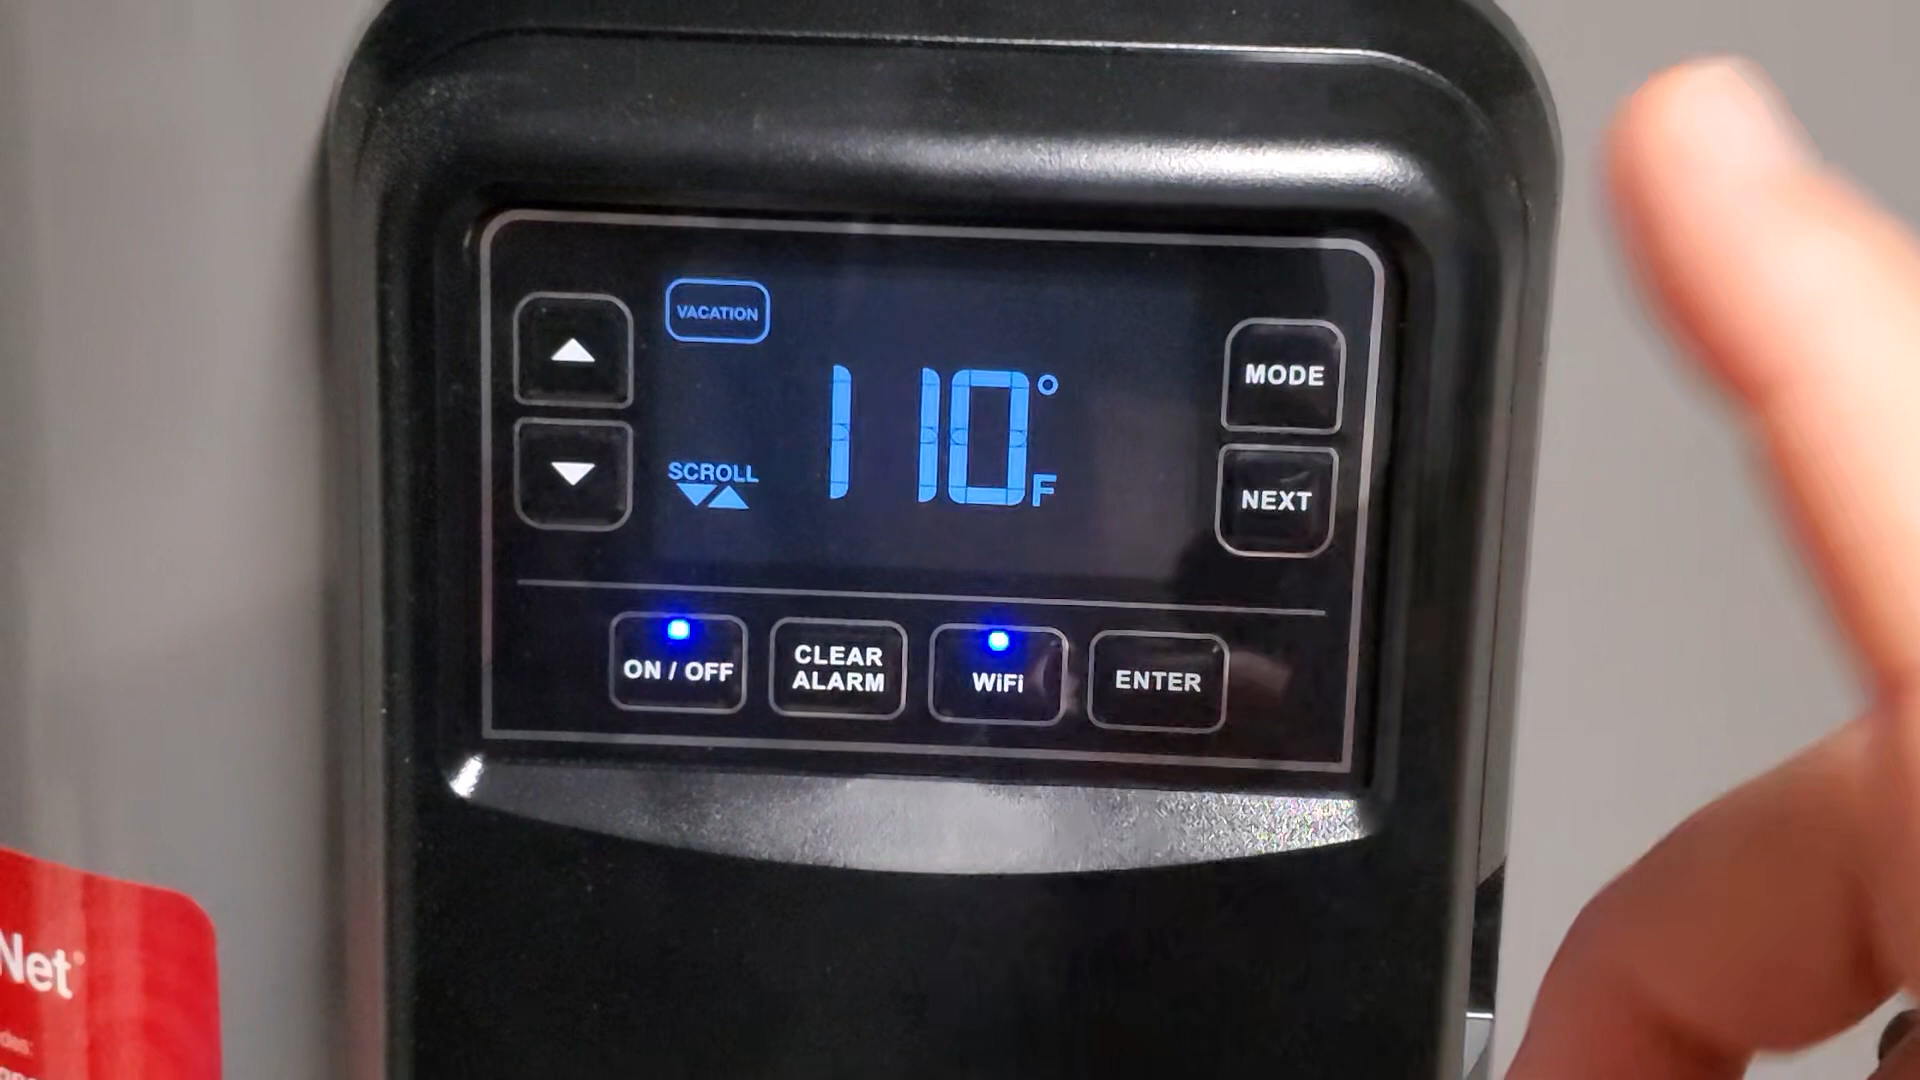 VACATION
110°F
SCROLL
MODE
NEXT
ON / OFF
CLEAR
ALARM
WiFi
ENTER
Net